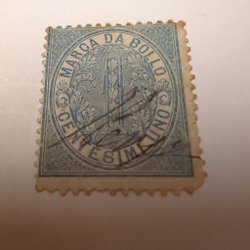 MARCA DA BOLLO
1
CENTESIMI UNO